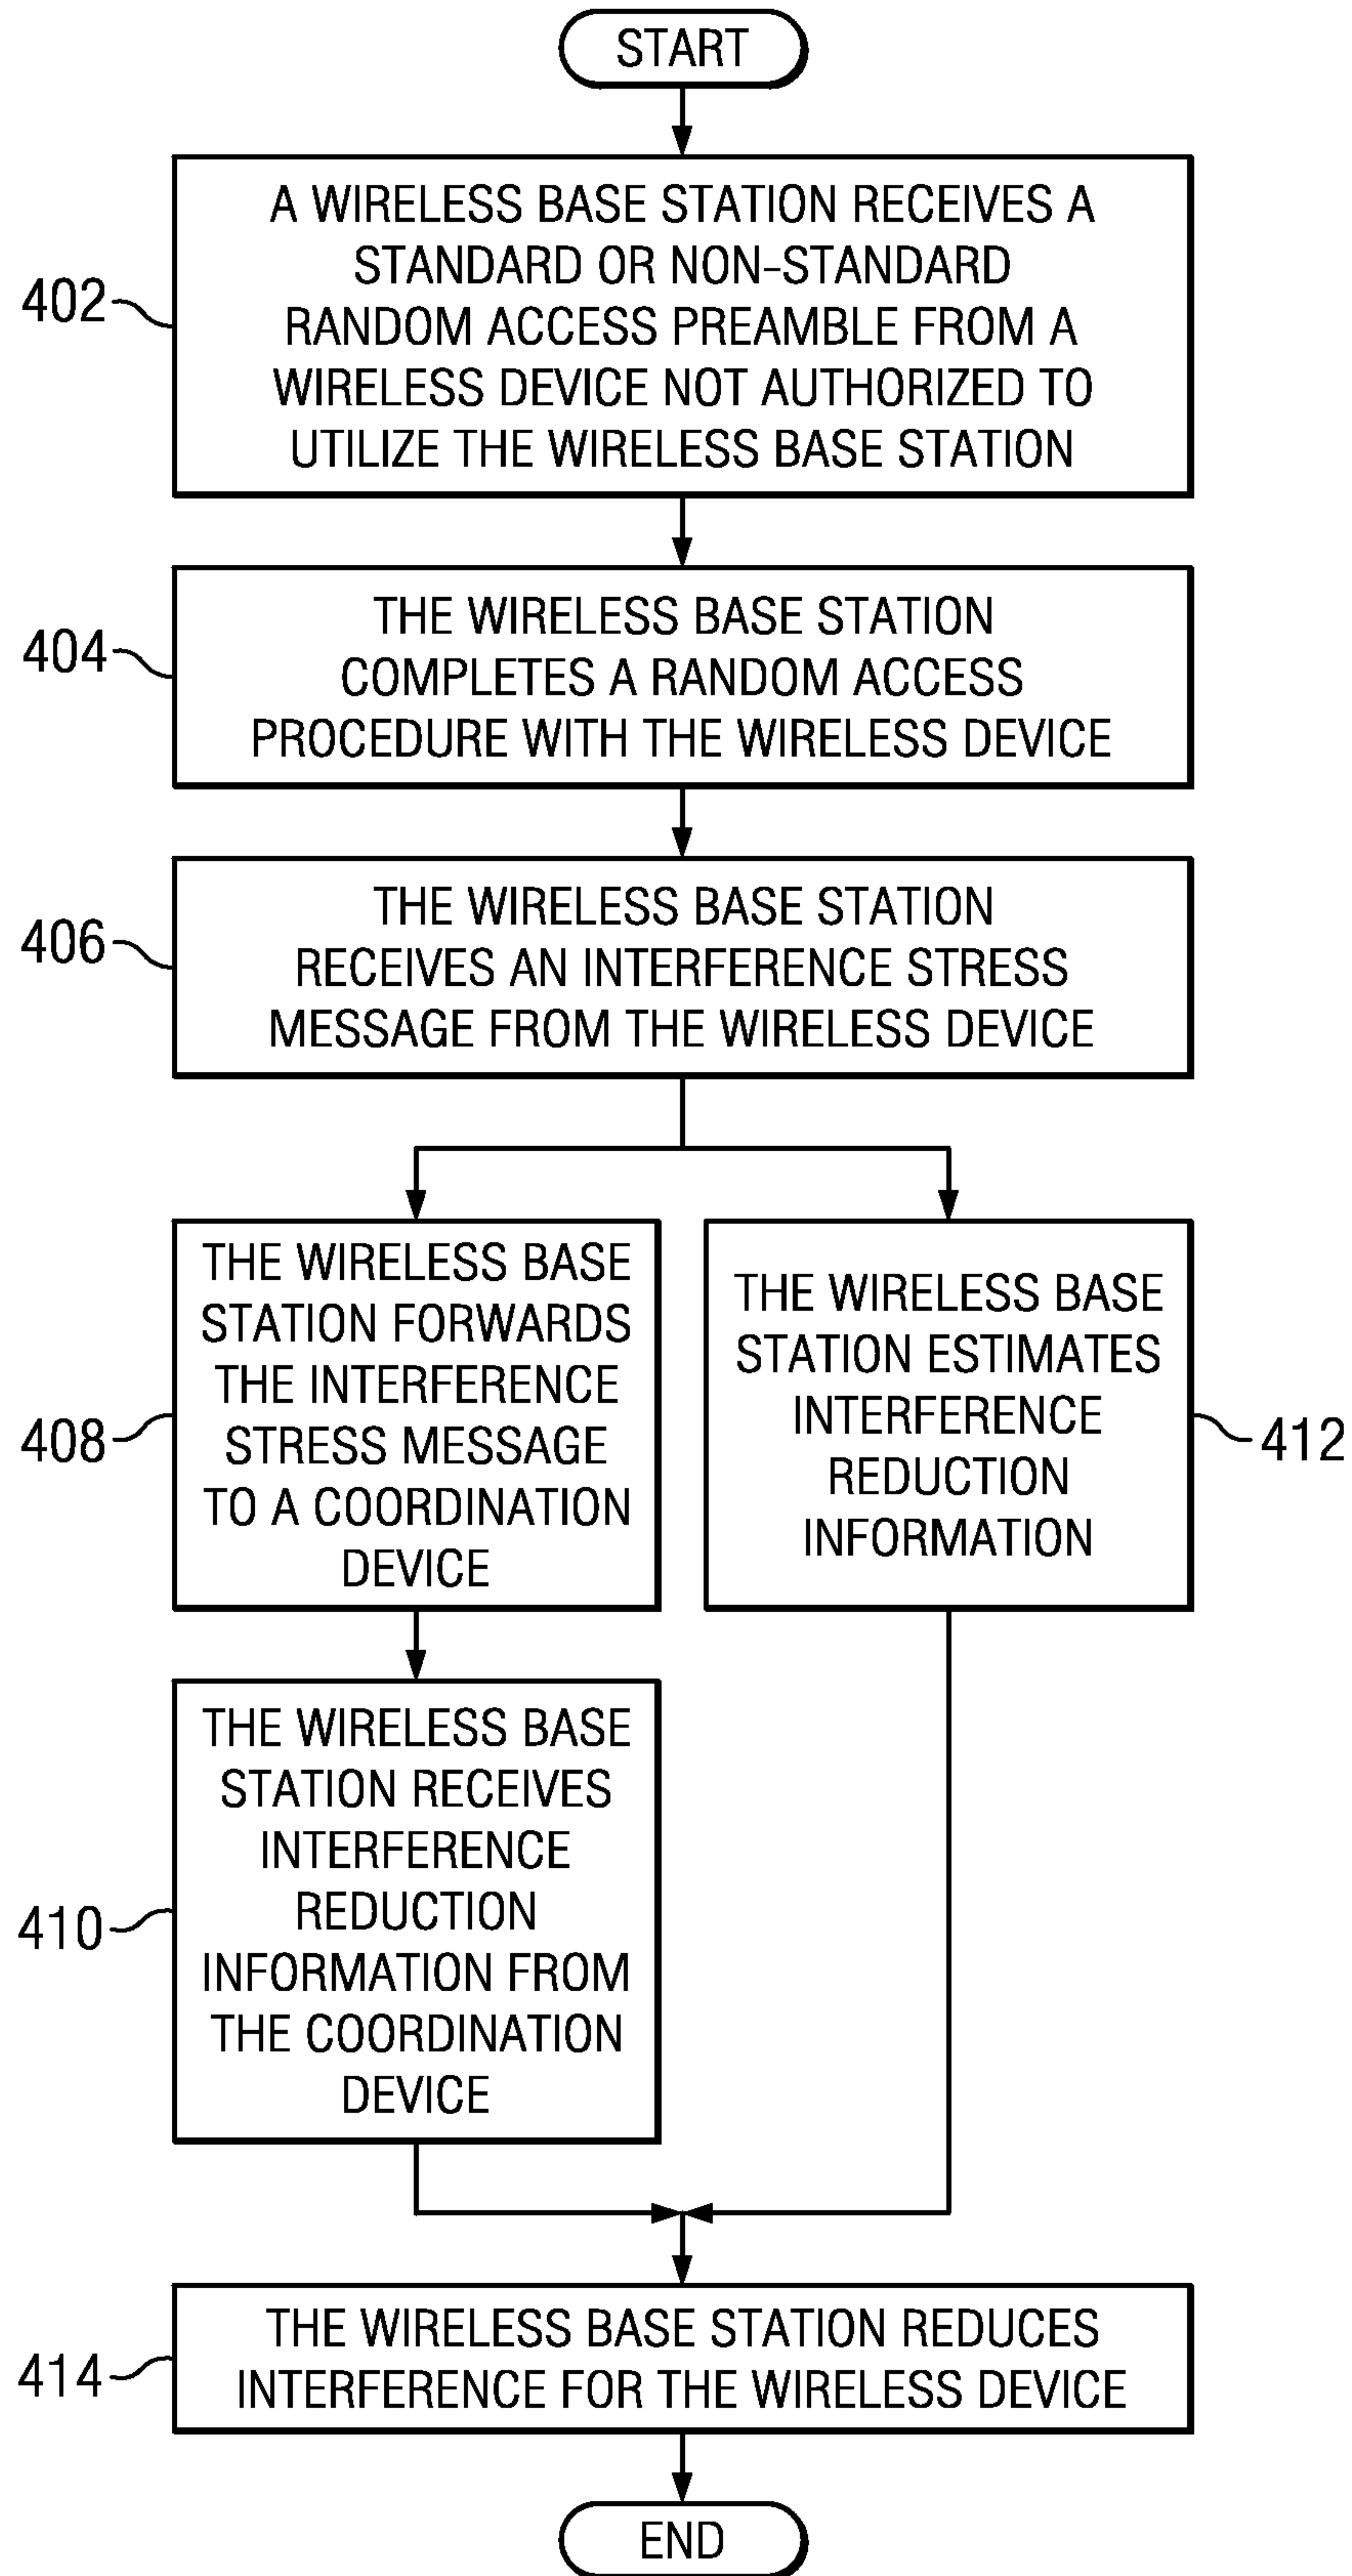 START
402
A WIRELESS BASE STATION RECEIVES A
STANDARD OR NON-STANDARD
RANDOM ACCESS PREAMBLE FROM A
WIRELESS DEVICE NOT AUTHORIZED TO
UTILIZE THE WIRELESS BASE STATION
404
THE WIRELESS BASE STATION
COMPLETES A RANDOM ACCESS
PROCEDURE WITH THE WIRELESS DEVICE
406
THE WIRELESS BASE STATION
RECEIVES AN INTERFERENCE STRESS
MESSAGE FROM THE WIRELESS DEVICE
408
THE WIRELESS BASE
STATION FORWARDS
THE INTERFERENCE
STRESS MESSAGE
TO A COORDINATION
DEVICE
THE WIRELESS BASE
STATION ESTIMATES
INTERFERENCE
REDUCTION
INFORMATION
412
410
THE WIRELESS BASE
STATION RECEIVES
INTERFERENCE
REDUCTION
INFORMATION FROM
THE COORDINATION
DEVICE
414
THE WIRELESS BASE STATION REDUCES
INTERFERENCE FOR THE WIRELESS DEVICE
END